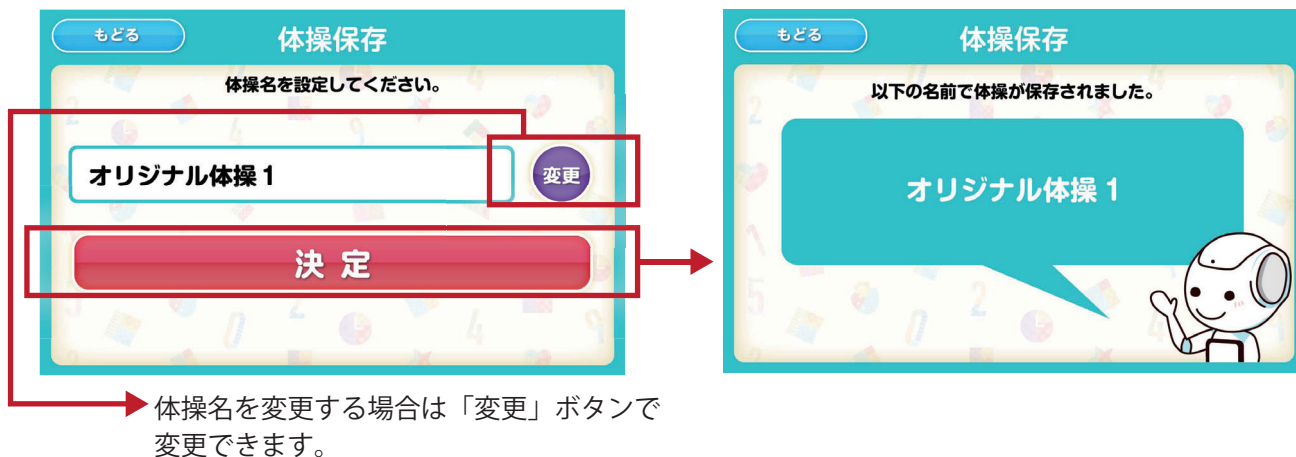 もどる
体操保存
体操名を設定してください。
オリジナル体操1
変更
決定
体操名を変更する場合は「変更」ボタンで
変更できます。
もどる
体操保存
以下の名前で体操が保存されました。
オリジナル体操1